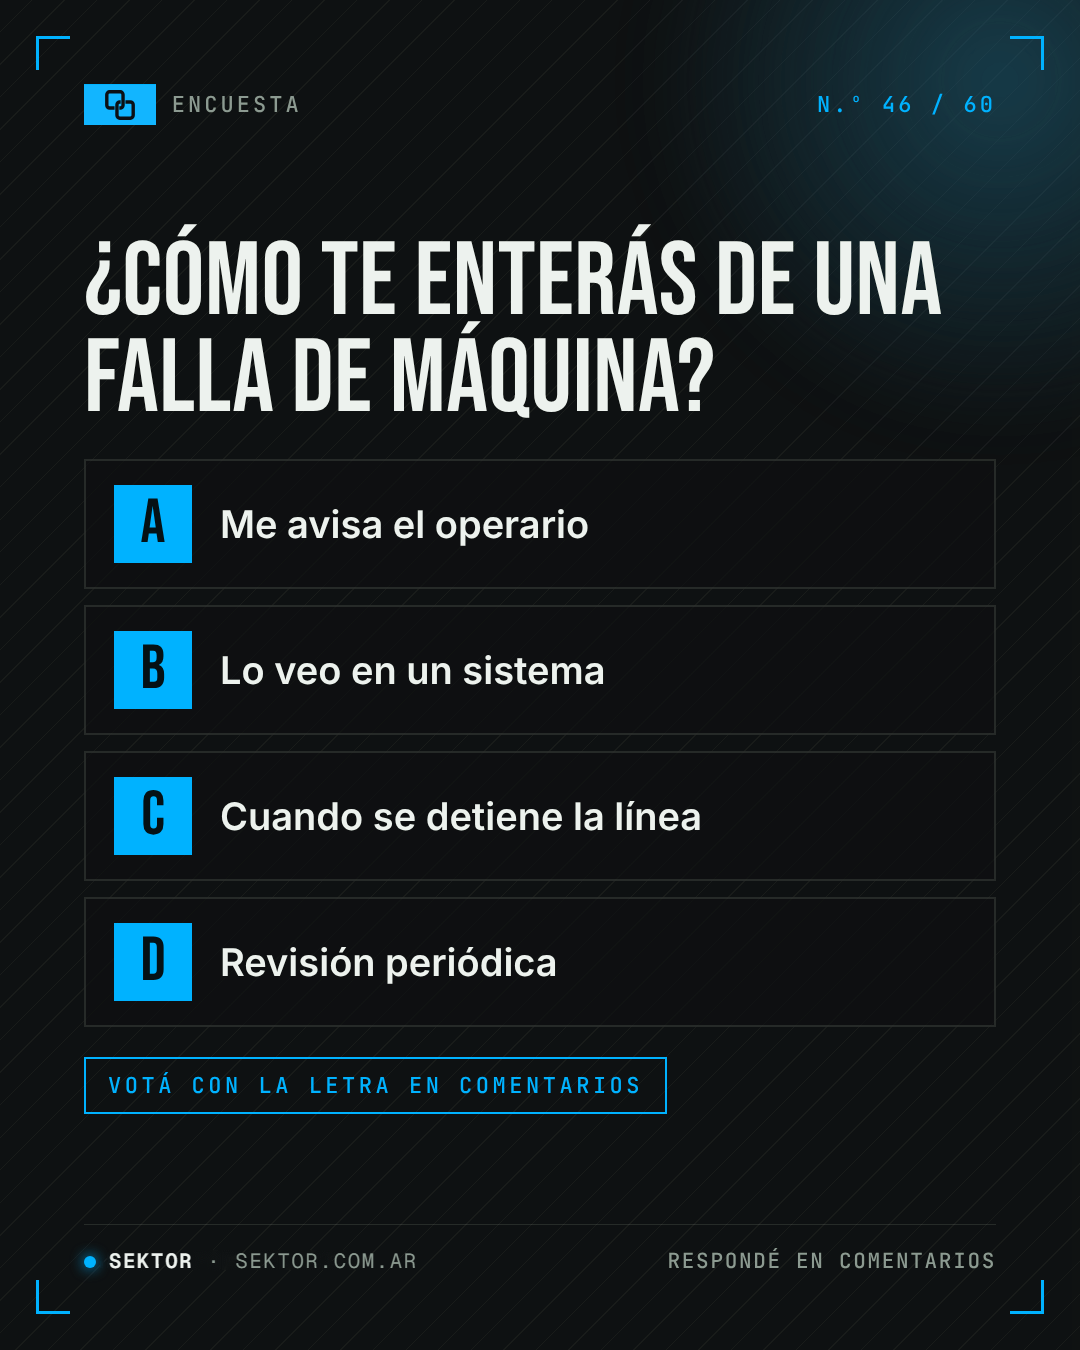 ENCUESTA
N.° 46 / 60
¿CÓMO TE ENTERÁS DE UNA
FALLA DE MÁQUINA?
A
Me avisa el operario
B
Lo veo en un sistema
C
Cuando se detiene la línea
D
Revisión periódica
VOTÁ CON LA LETRA EN COMENTARIOS
SEKTOR · SEKTOR.COM.AR
RESPONDÉ EN COMENTARIOS